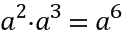 a²·a³ = a⁶